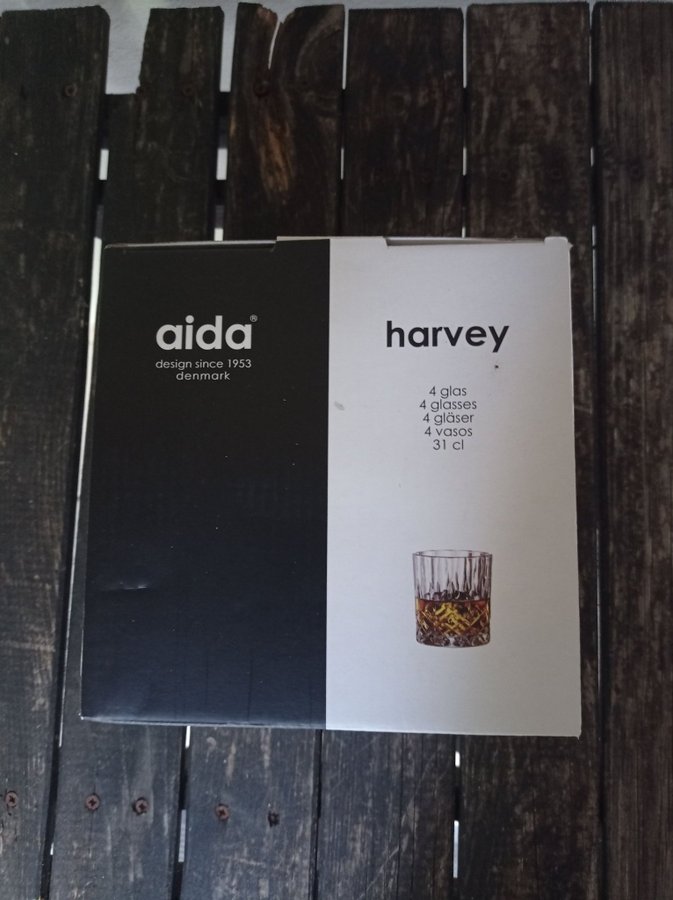 aida®
design since 1953
denmark
harvey
4 glas
4 glasses
4 gläser
4 vasos
31 cl